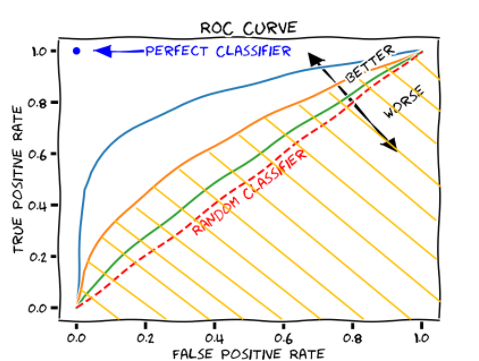 ROC CURVE
PERFECT CLASSIFIER
BETTER
WORSE
RANDOM CLASSIFIER
TRUE POSITIVE RATE
1.0
0.8
0.6
0.4
0.2
0.0
0.0 0.2 0.4 0.6 0.8 1.0
FALSE POSITIVE RATE